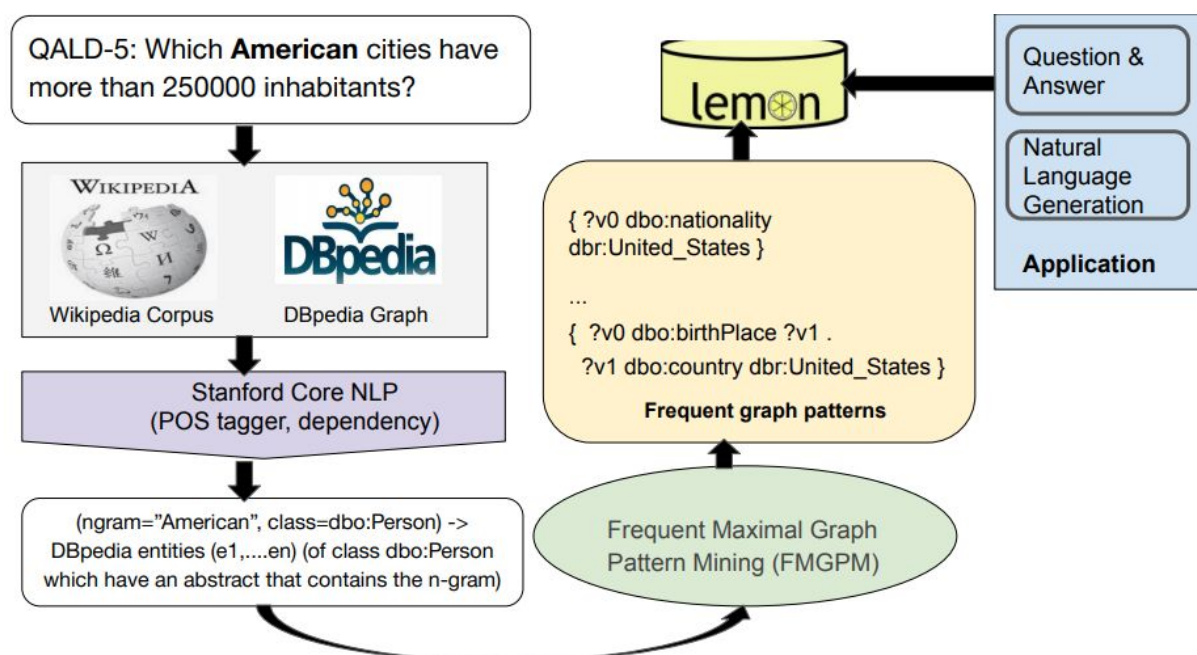 QALD-5: Which American cities have
more than 250000 inhabitants?
WIKIPEDIA
Ω
W
И
維
DBpedia
Wikipedia Corpus
DBpedia Graph
Stanford Core NLP
(POS tagger, dependency)
(ngram="American", class=dbo:Person) ->
DBpedia entities (e1,....en) (of class dbo:Person
which have an abstract that contains the n-gram)
Frequent Maximal Graph
Pattern Mining (FMGPM)
{ ?v0 dbo:nationality
dbr:United_States }
...
{ ?v0 dbo:birthPlace ?v1 .
?v1 dbo:country dbr:United_States }
Frequent graph patterns
lemon
Question &
Answer
Natural
Language
Generation
Application